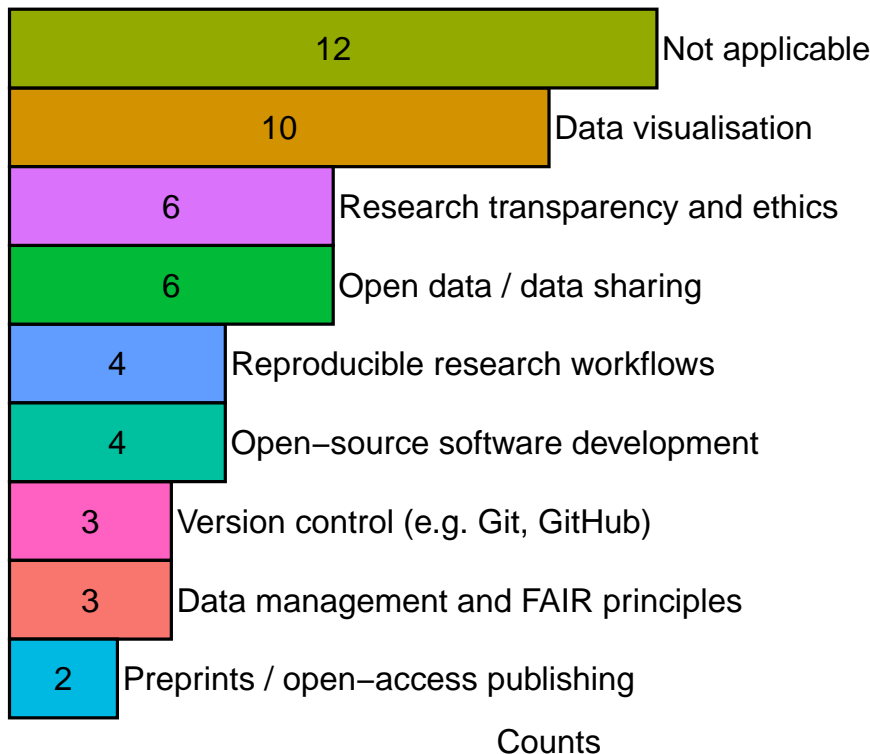 12 Not applicable
10 Data visualisation
6 Research transparency and ethics
6 Open data / data sharing
4 Reproducible research workflows
4 Open−source software development
3 Version control (e.g. Git, GitHub)
3 Data management and FAIR principles
2 Preprints / open−access publishing
Counts